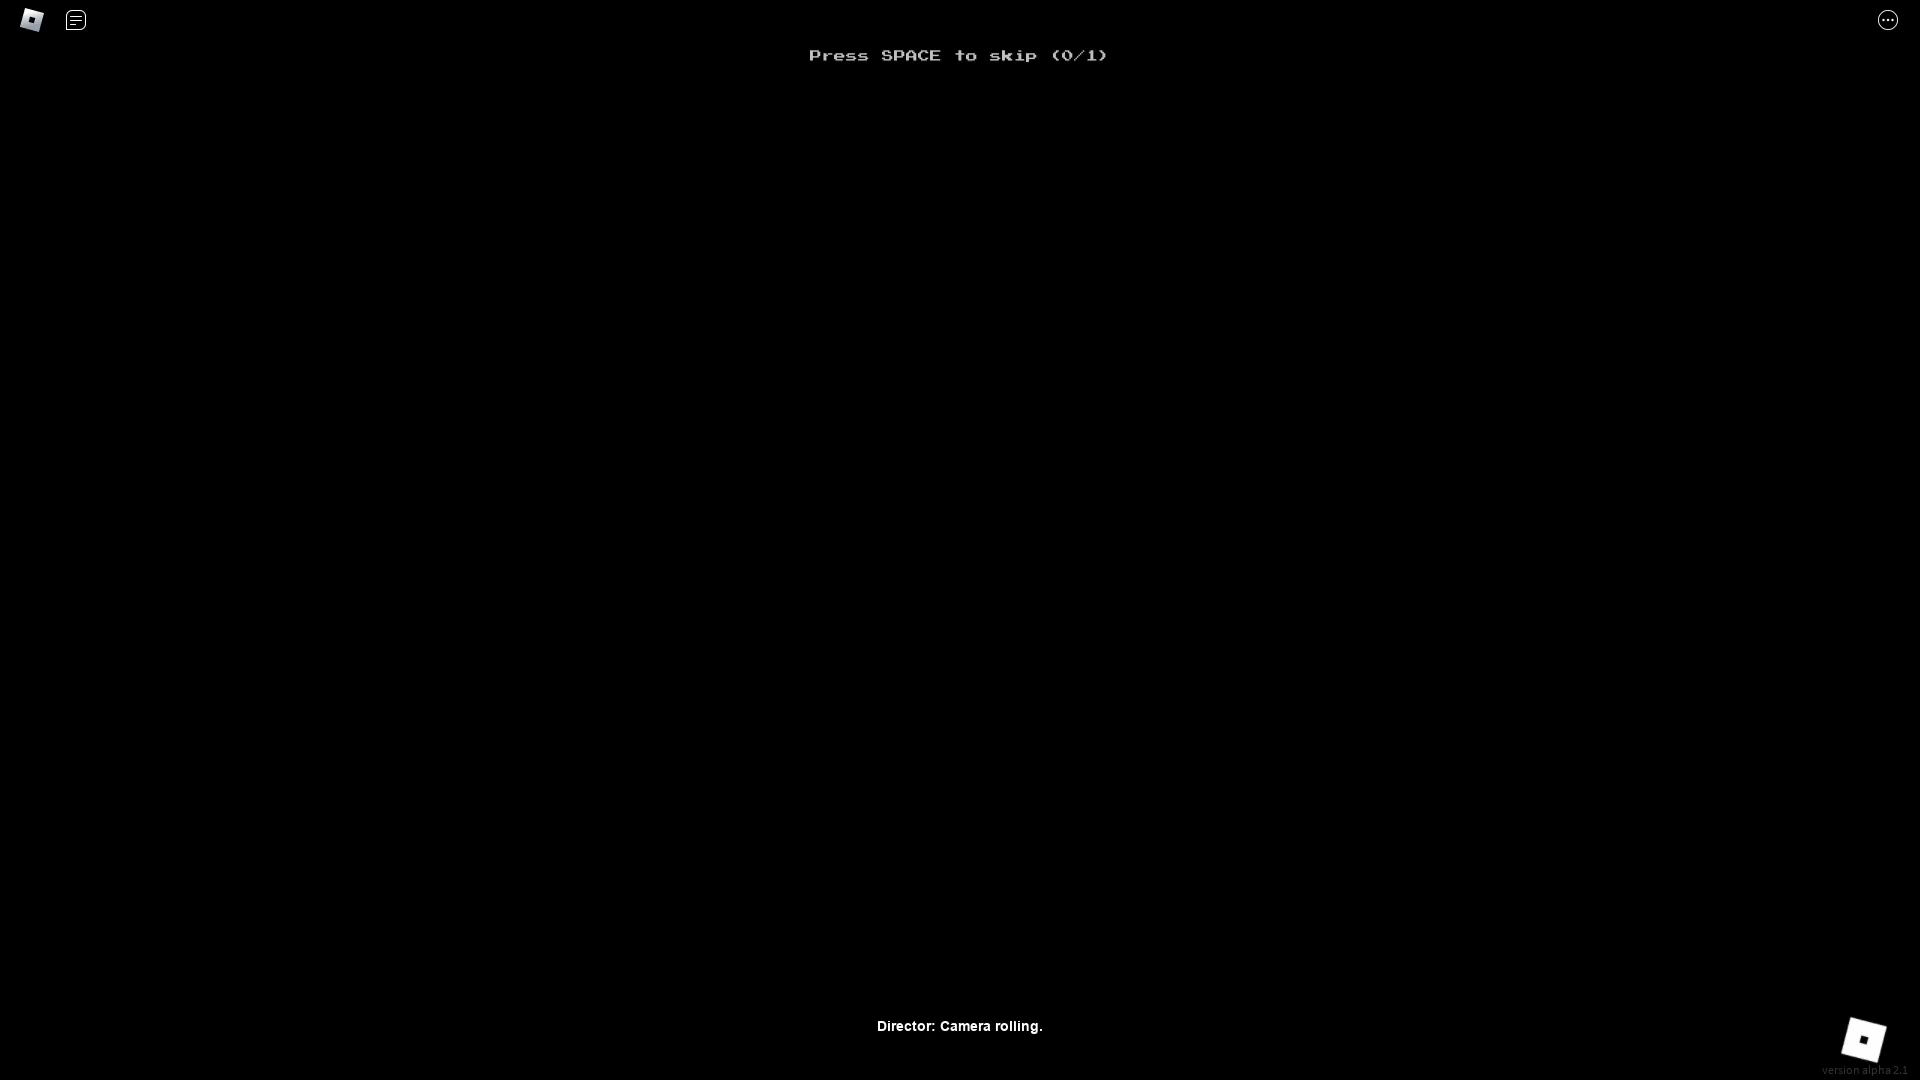 Press SPACE to skip (0/1)
Director: Camera rolling.
version alpha 2.1